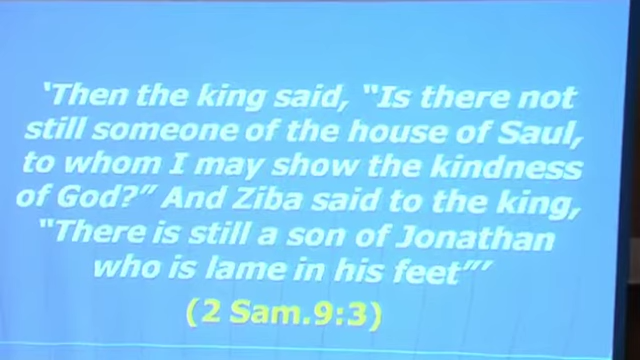 ‘Then the king said, “Is there not
still someone of the house of Saul,
to whom I may show the kindness
of God?” And Ziba said to the king,
“There is still a son of Jonathan
who is lame in his feet”’
(2 Sam.9:3)